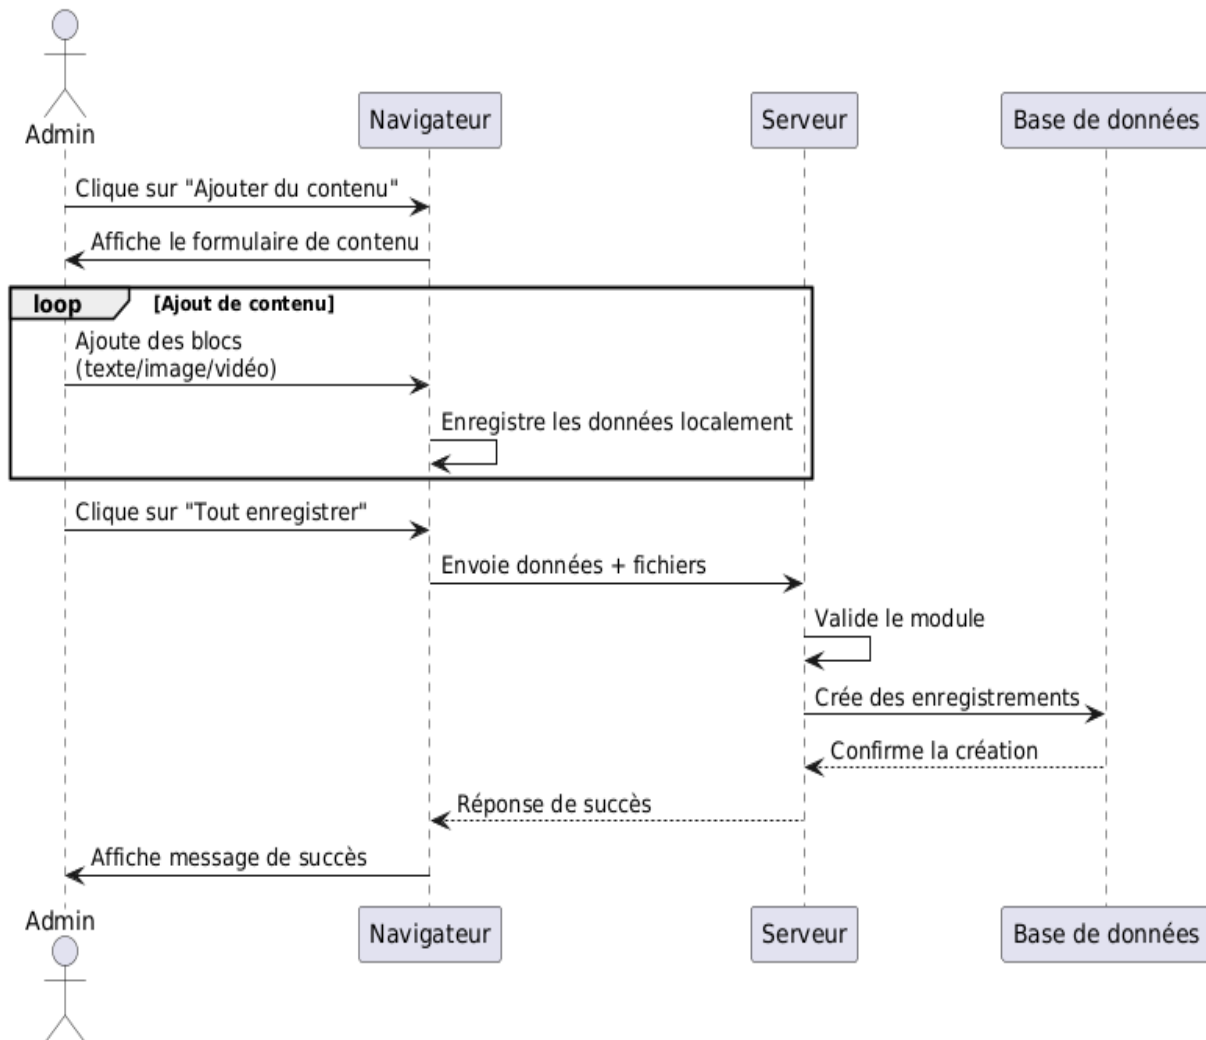 Admin
Navigateur
Serveur
Base de données
Clique sur "Ajouter du contenu"
Affiche le formulaire de contenu
loop
[Ajout de contenu]
Ajoute des blocs
(texte/image/vidéo)
Enregistre les données localement
Clique sur "Tout enregistrer"
Envoie données + fichiers
Valide le module
Crée des enregistrements
Confirme la création
Réponse de succès
Affiche message de succès
Admin
Navigateur
Serveur
Base de données